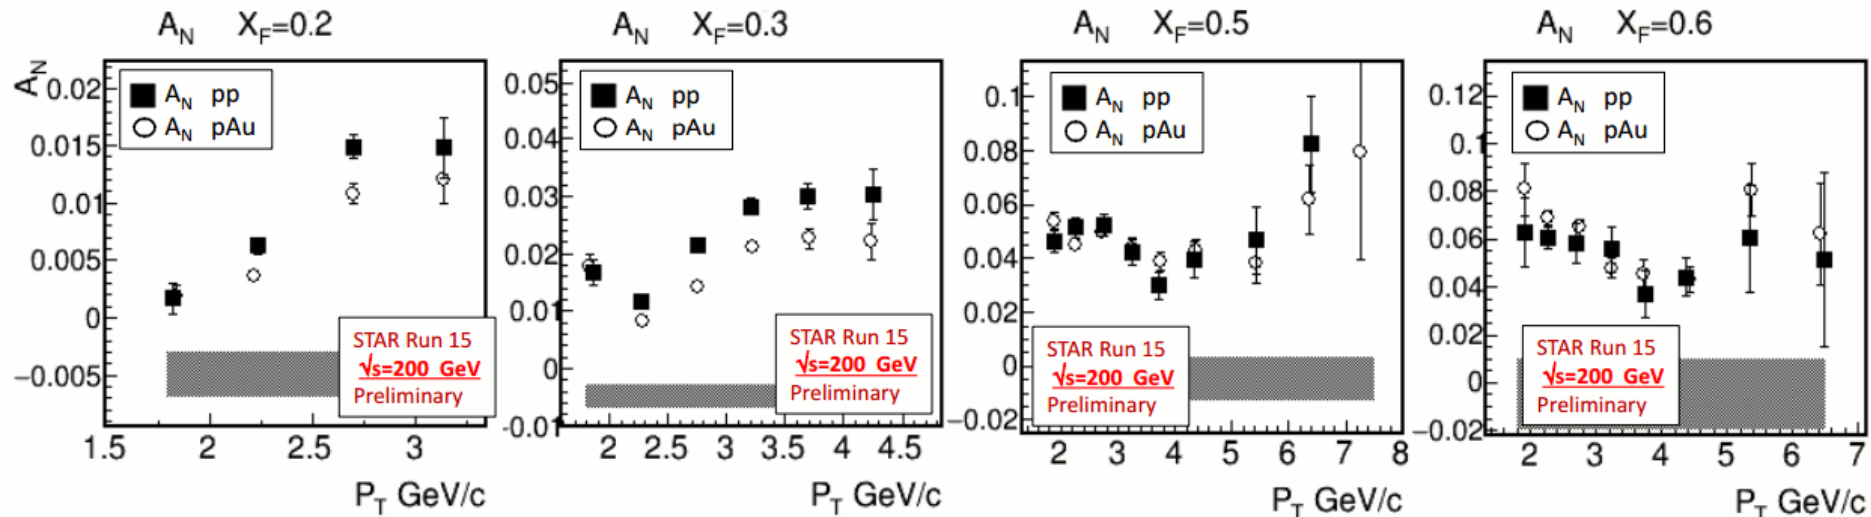 A_N X_F=0.2
A_N
0.02
0.015
0.01
0.005
0
−0.005
A_N pp
A_N pAu
STAR Run 15
√s=200 GeV
Preliminary
1.5 2 2.5 3
P_T GeV/c
A_N X_F=0.3
0.05
0.04
0.03
0.02
0.01
0
-0.01
A_N pp
A_N pAu
STAR Run 15
√s=200 GeV
Preliminary
2 2.5 3 3.5 4 4.5
P_T GeV/c
A_N X_F=0.5
0.1
0.08
0.06
0.04
0.02
0
−0.02
A_N pp
A_N pAu
STAR Run 15
√s=200 GeV
Preliminary
2 3 4 5 6 7 8
P_T GeV/c
A_N X_F=0.6
0.12
0.1
0.08
0.06
0.04
0.02
0
−0.02
A_N pp
A_N pAu
STAR Run 15
√s=200 GeV
Preliminary
2 3 4 5 6 7
P_T GeV/c